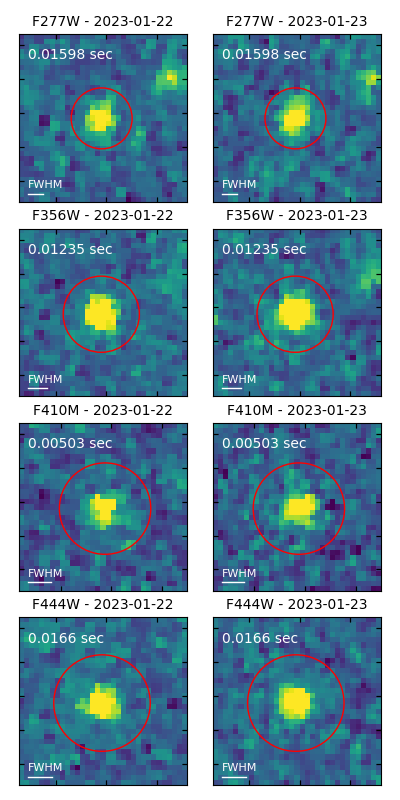 F277W - 2023-01-22
F277W - 2023-01-23
0.01598 sec
0.01598 sec
FWHM
FWHM
F356W - 2023-01-22
F356W - 2023-01-23
0.01235 sec
0.01235 sec
FWHM
FWHM
F410M - 2023-01-22
F410M - 2023-01-23
0.00503 sec
0.00503 sec
FWHM
FWHM
F444W - 2023-01-22
F444W - 2023-01-23
0.0166 sec
0.0166 sec
FWHM
FWHM